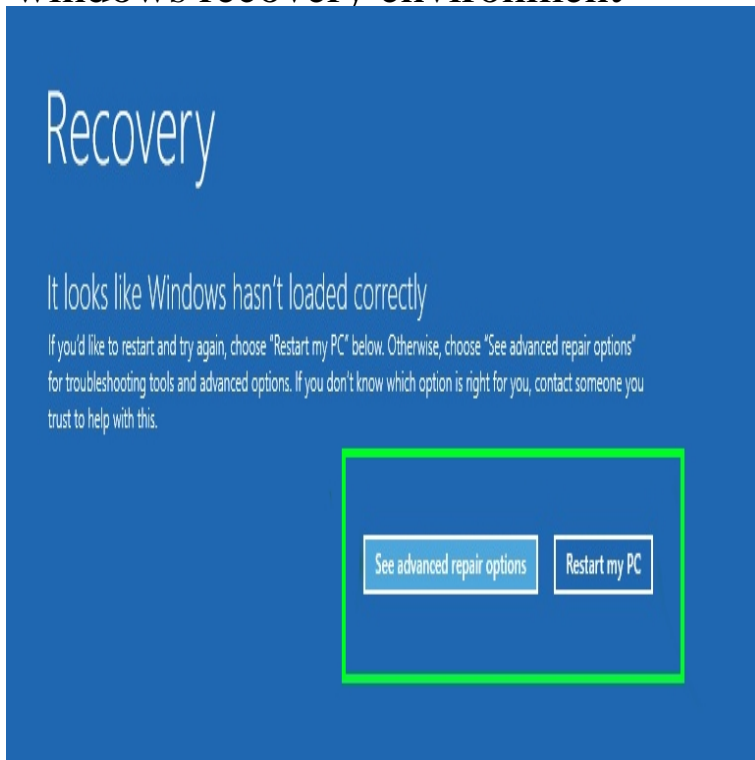 windows recovery environment
Recovery
It looks like Windows hasn't loaded correctly
If you'd like to restart and try again, choose "Restart my PC" below. Otherwise, choose "See advanced repair options"
for troubleshooting tools and advanced options. If you don't know which option is right for you, contact someone you
trust to help with this.
See advanced repair options
Restart my PC